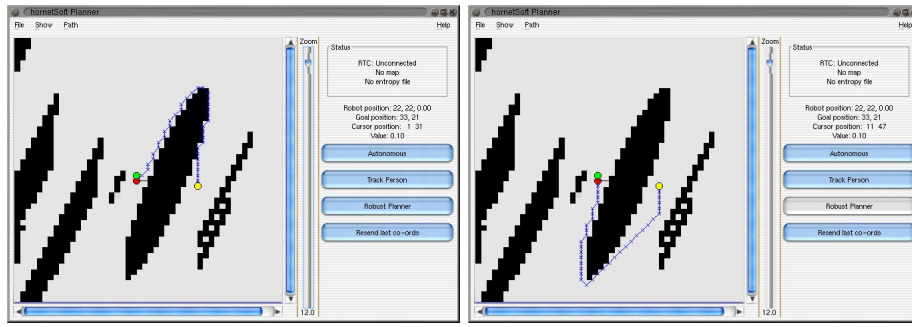 hornetSoft Planner
File Show Path Help
Zoom
Status
RTC: Unconnected
No map
No entropy file
Robot position: 22, 22, 0.00
Goal position: 33, 21
Cursor position: 1 31
Value: 0.10
Autonomous
Track Person
Robust Planner
Resend last co-ords
12.0
hornetSoft Planner
File Show Path Help
Zoom
Status
RTC: Unconnected
No map
No entropy file
Robot position: 22, 22, 0.00
Goal position: 33, 21
Cursor position: 11 47
Value: 0.10
Autonomous
Track Person
Robust Planner
Resend last co-ords
12.0